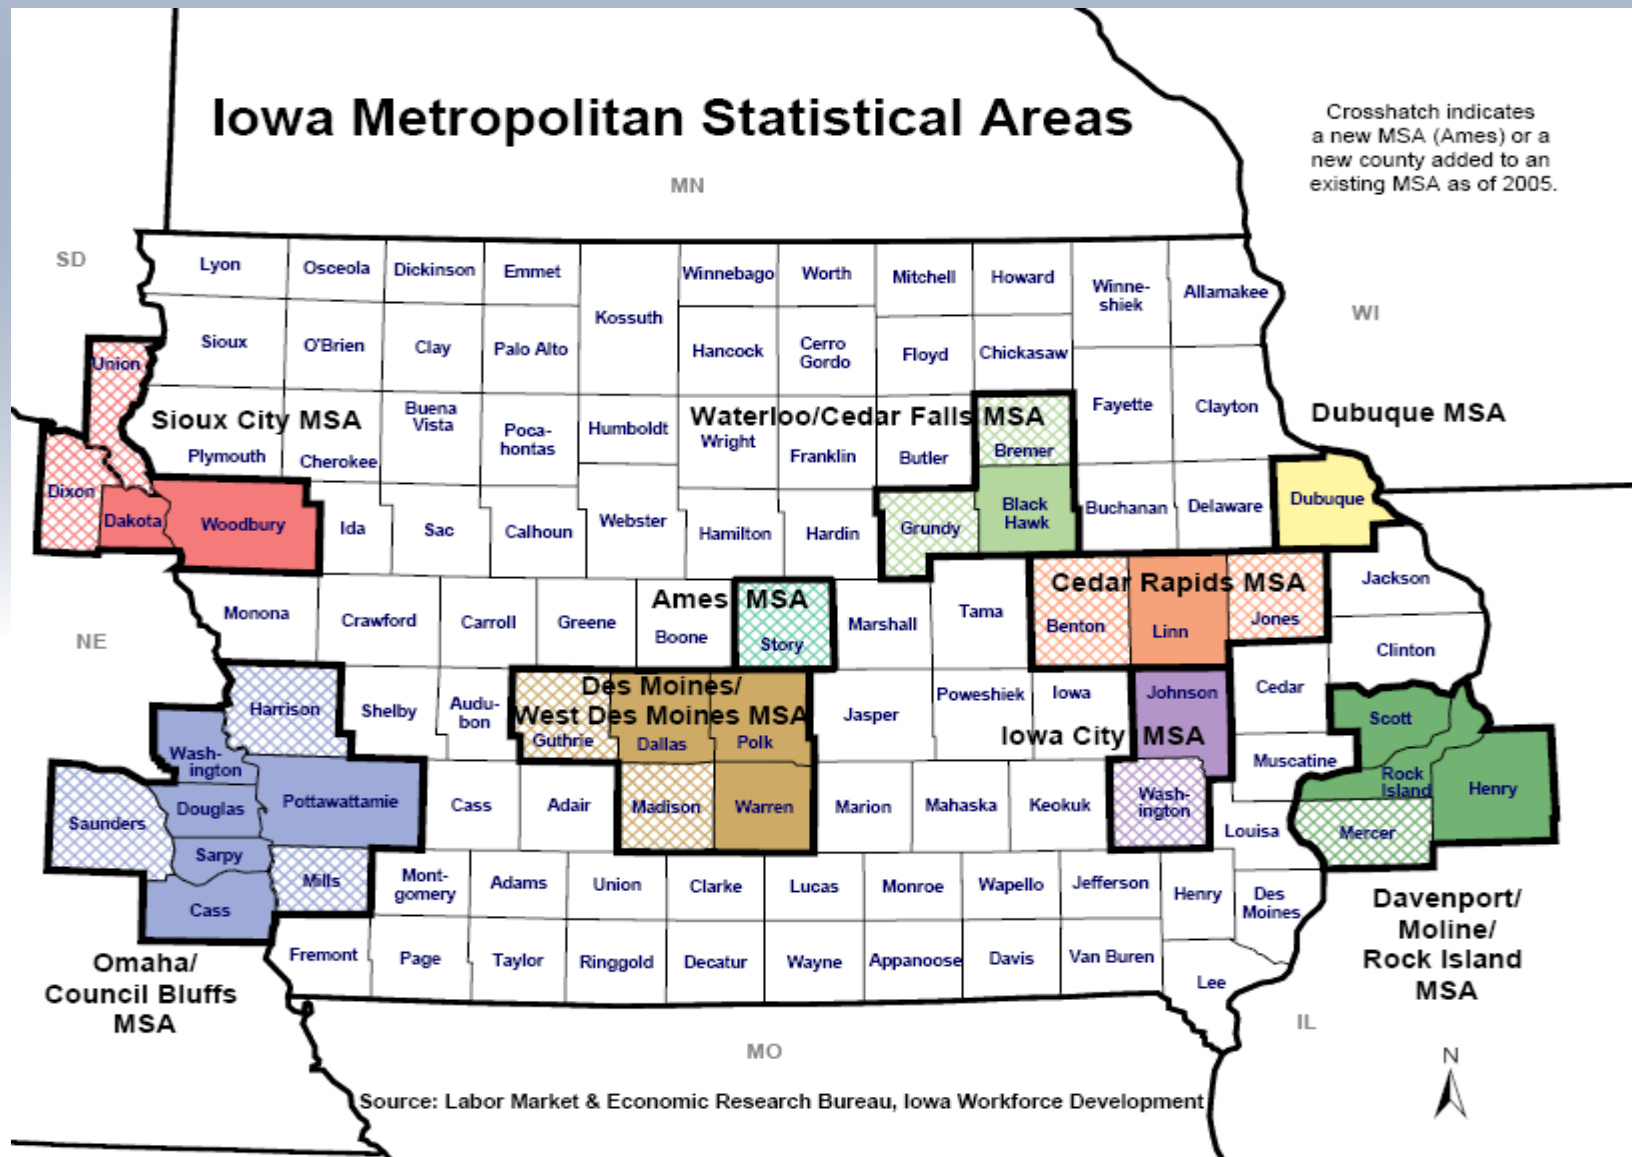 Iowa Metropolitan Statistical Areas
Crosshatch indicates
a new MSA (Ames) or a
new county added to an
existing MSA as of 2005.
MN
SD
WI
NE
MO
IL
N
Lyon
Osceola
Dickinson
Emmet
Kossuth
Winnebago
Worth
Mitchell
Howard
Winne-
shiek
Allamakee
Sioux
O'Brien
Clay
Palo Alto
Hancock
Cerro
Gordo
Floyd
Chickasaw
Union
Sioux City MSA
Plymouth
Cherokee
Buena
Vista
Poca-
hontas
Humboldt
Waterloo/Cedar Falls MSA
Wright
Franklin
Butler
Bremer
Fayette
Clayton
Dubuque MSA
Dixon
Dakota
Woodbury
Ida
Sac
Calhoun
Webster
Hamilton
Hardin
Grundy
Black
Hawk
Buchanan
Delaware
Dubuque
Monona
Crawford
Carroll
Greene
Ames MSA
Boone
Story
Marshall
Tama
Cedar Rapids MSA
Benton
Linn
Jones
Jackson
Clinton
Harrison
Shelby
Audu-
bon
Des Moines/
West Des Moines MSA
Guthrie
Dallas
Polk
Jasper
Poweshiek
Iowa
Johnson
Iowa City MSA
Cedar
Scott
Wash-
ington
Saunders
Douglas
Pottawattamie
Sarpy
Cass
Mills
Cass
Adair
Madison
Warren
Marion
Mahaska
Keokuk
Wash-
ington
Muscatine
Louisa
Rock
Island
Henry
Mercer
Mont-
gomery
Adams
Union
Clarke
Lucas
Monroe
Wapello
Jefferson
Henry
Des
Moines
Davenport/
Moline/
Rock Island
MSA
Omaha/
Council Bluffs
MSA
Fremont
Page
Taylor
Ringgold
Decatur
Wayne
Appanoose
Davis
Van Buren
Lee
Source: Labor Market & Economic Research Bureau, Iowa Workforce Development